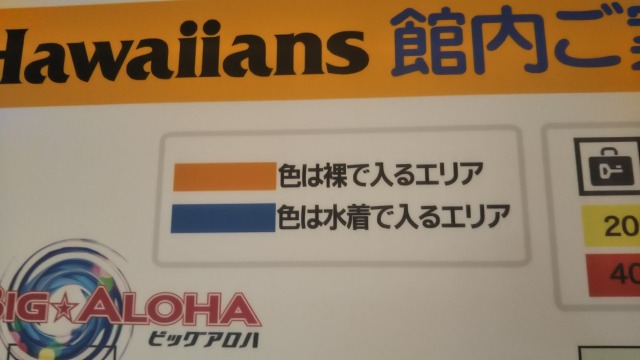 Hawaiians 館内ご
色は裸で入るエリア
色は水着で入るエリア
20
40
BIG☆ALOHA
ビッグアロハ